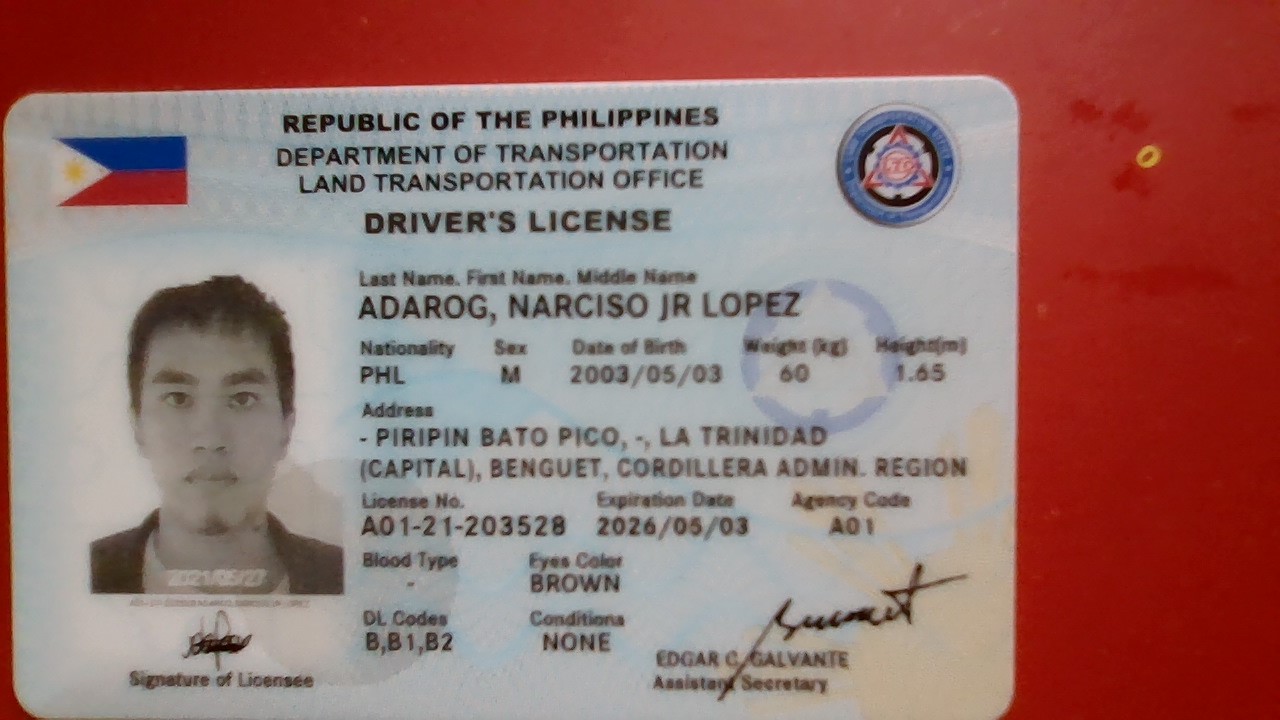 REPUBLIC OF THE PHILIPPINES
DEPARTMENT OF TRANSPORTATION
LAND TRANSPORTATION OFFICE
DRIVER'S LICENSE
Last Name. First Name. Middle Name
ADAROG, NARCISO JR LOPEZ
Nationality Sex Date of Birth Weight (kg) Height(m)
PHL M 2003/05/03 60 1.65
Address
- PIRIPIN BATO PICO, -, LA TRINIDAD
(CAPITAL), BENGUET, CORDILLERA ADMIN. REGION
License No. Expiration Date Agency Code
A01-21-203528 2026/05/03 A01
Blood Type Eyes Color
- BROWN
DL Codes Conditions
B,B1,B2 NONE
2021/05/27
Signature of Licensee
EDGAR C. GALVANTE
Assistant Secretary